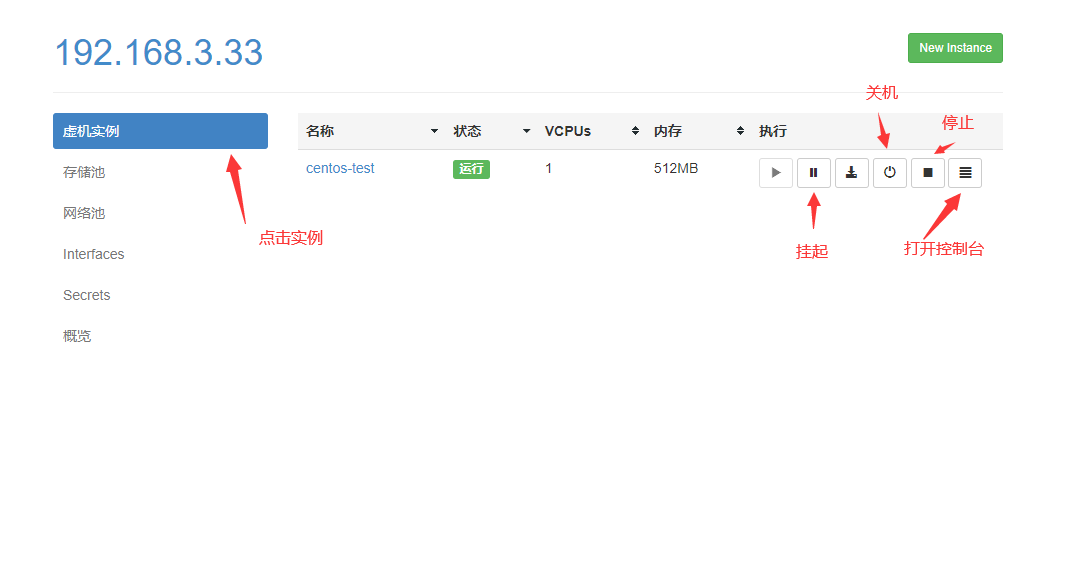 192.168.3.33
New Instance
关机
停止
虚机实例
名称 状态 VCPUs 内存 执行
存储池
centos-test 运行 1 512MB
网络池
点击实例
挂起
打开控制台
Interfaces
Secrets
概览